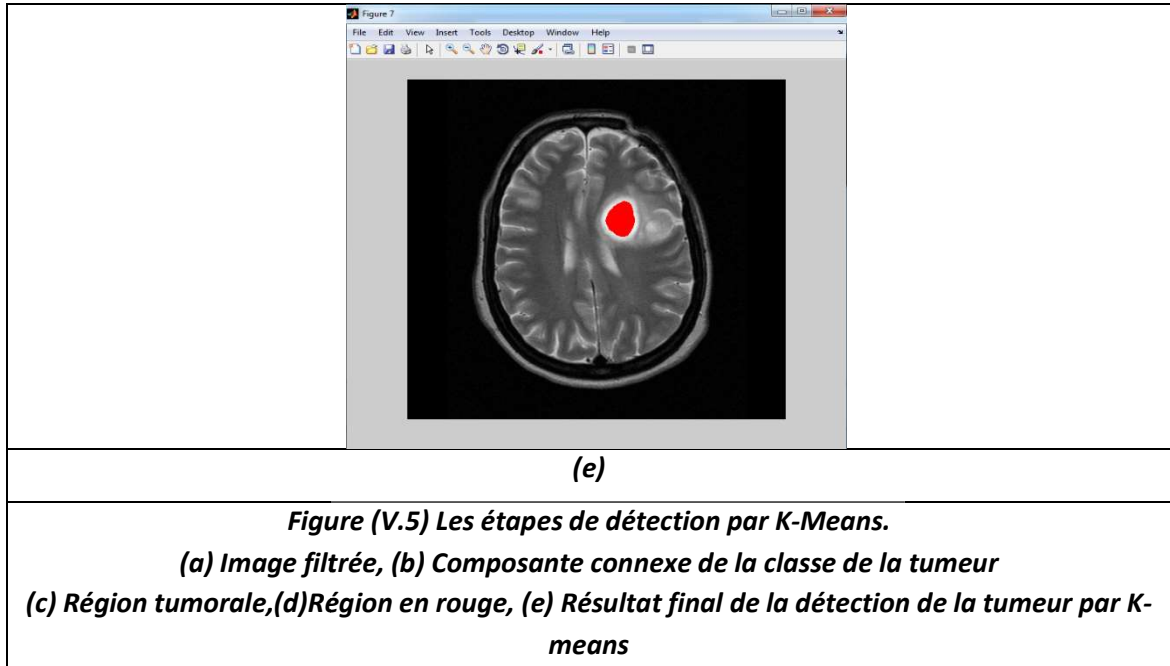 Figure 7
File Edit View Insert Tools Desktop Window Help
(e)
Figure (V.5) Les étapes de détection par K-Means.
(a) Image filtrée, (b) Composante connexe de la classe de la tumeur
(c) Région tumorale,(d)Région en rouge, (e) Résultat final de la détection de la tumeur par K-
means